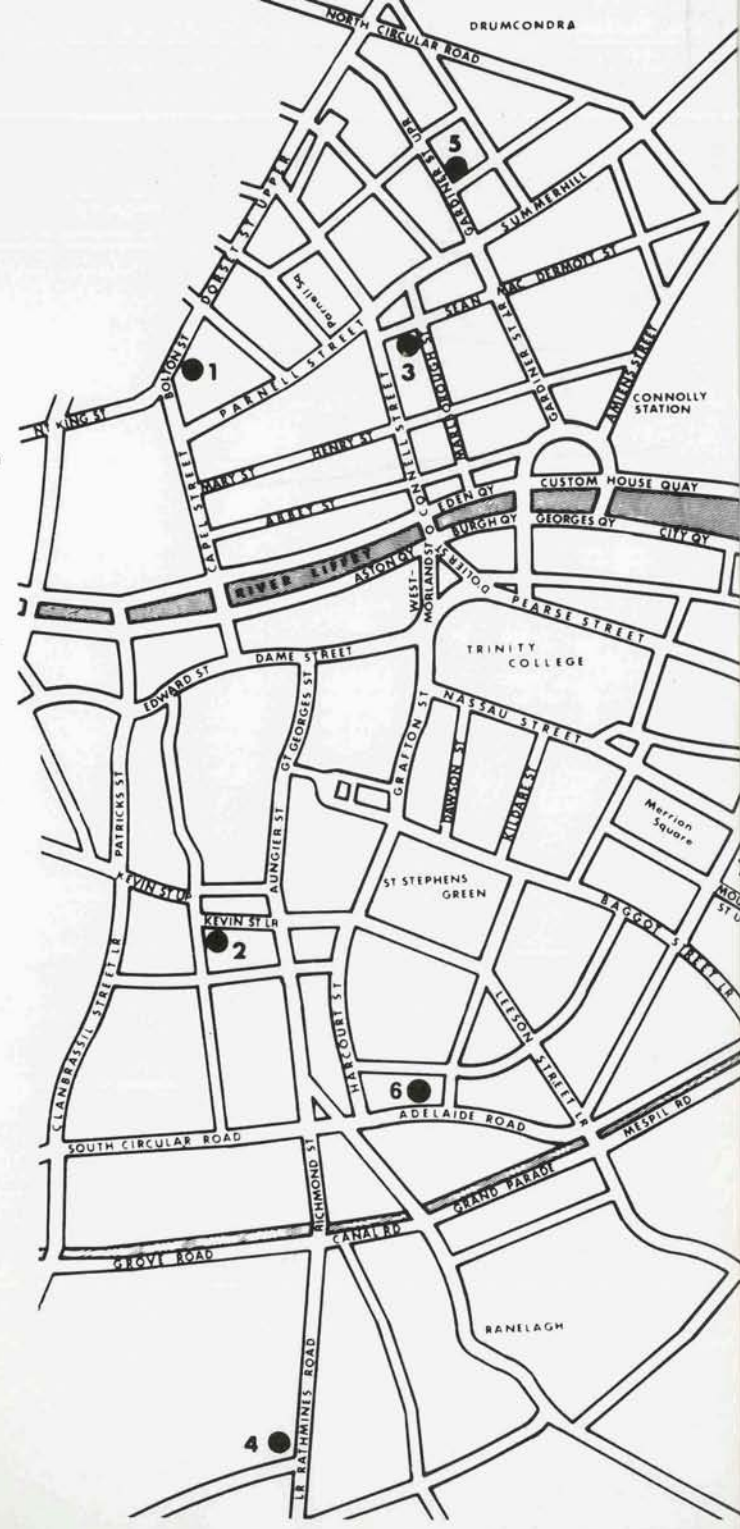 DRUMCONDRA
NORTH CIRCULAR ROAD
GARDINER ST UPR
5
SUMMERHILL
DORSET ST UPPER
Parnell Sq
SEAN MAC DERMOTT ST
GARDINER ST
AMIENS STREET
BOLTON ST
1
PARNELL STREET
3
CONNOLLY
STATION
KING ST
O CONNELL STREET
HENRY ST
MARY ST
CAPEL STREET
ABBEY ST
EDEN QY
CUSTOM HOUSE QUAY
BURGH QY
GEORGES QY
CITY QY
RIVER LIFFEY
ASTON QY
WEST-
MORLAND ST
DOLIER ST
PEARSE STREET
TRINITY
COLLEGE
DAME STREET
EDWARD ST
GT GEORGES ST
GRAFTON ST
NASSAU STREET
DAWSON ST
KILDARE ST
PATRICKS ST
AUNGIER ST
Merrion
Square
ST STEPHENS
GREEN
KEVIN ST UP
KEVIN ST LR
2
BAGGOT STREET LR
MOU
ST U
CLANBRASSIL STREET LR
HARCOURT ST
LEESON STREET LR
6
ADELAIDE ROAD
MESPIL RD
SOUTH CIRCULAR ROAD
RICHMOND ST
GRAND PARADE
CANAL RD
GROVE ROAD
RANELAGH
LR RATHMINES ROAD
4